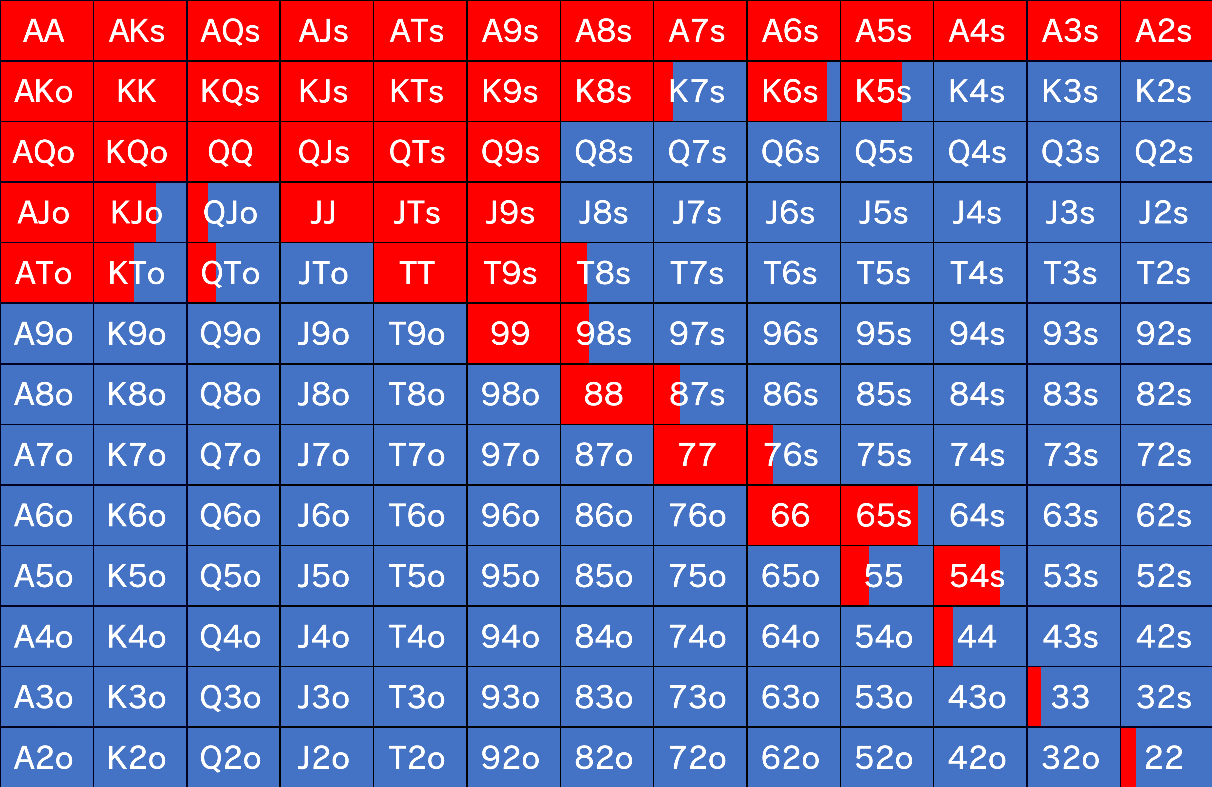 AA AKs AQs AJs ATs A9s A8s A7s A6s A5s A4s A3s A2s
AKo KK KQs KJs KTs K9s K8s K7s K6s K5s K4s K3s K2s
AQo KQo QQ QJs QTs Q9s Q8s Q7s Q6s Q5s Q4s Q3s Q2s
AJo KJo QJo JJ JTs J9s J8s J7s J6s J5s J4s J3s J2s
ATo KTo QTo JTo TT T9s T8s T7s T6s T5s T4s T3s T2s
A9o K9o Q9o J9o T9o 99 98s 97s 96s 95s 94s 93s 92s
A8o K8o Q8o J8o T8o 98o 88 87s 86s 85s 84s 83s 82s
A7o K7o Q7o J7o T7o 97o 87o 77 76s 75s 74s 73s 72s
A6o K6o Q6o J6o T6o 96o 86o 76o 66 65s 64s 63s 62s
A5o K5o Q5o J5o T5o 95o 85o 75o 65o 55 54s 53s 52s
A4o K4o Q4o J4o T4o 94o 84o 74o 64o 54o 44 43s 42s
A3o K3o Q3o J3o T3o 93o 83o 73o 63o 53o 43o 33 32s
A2o K2o Q2o J2o T2o 92o 82o 72o 62o 52o 42o 32o 22